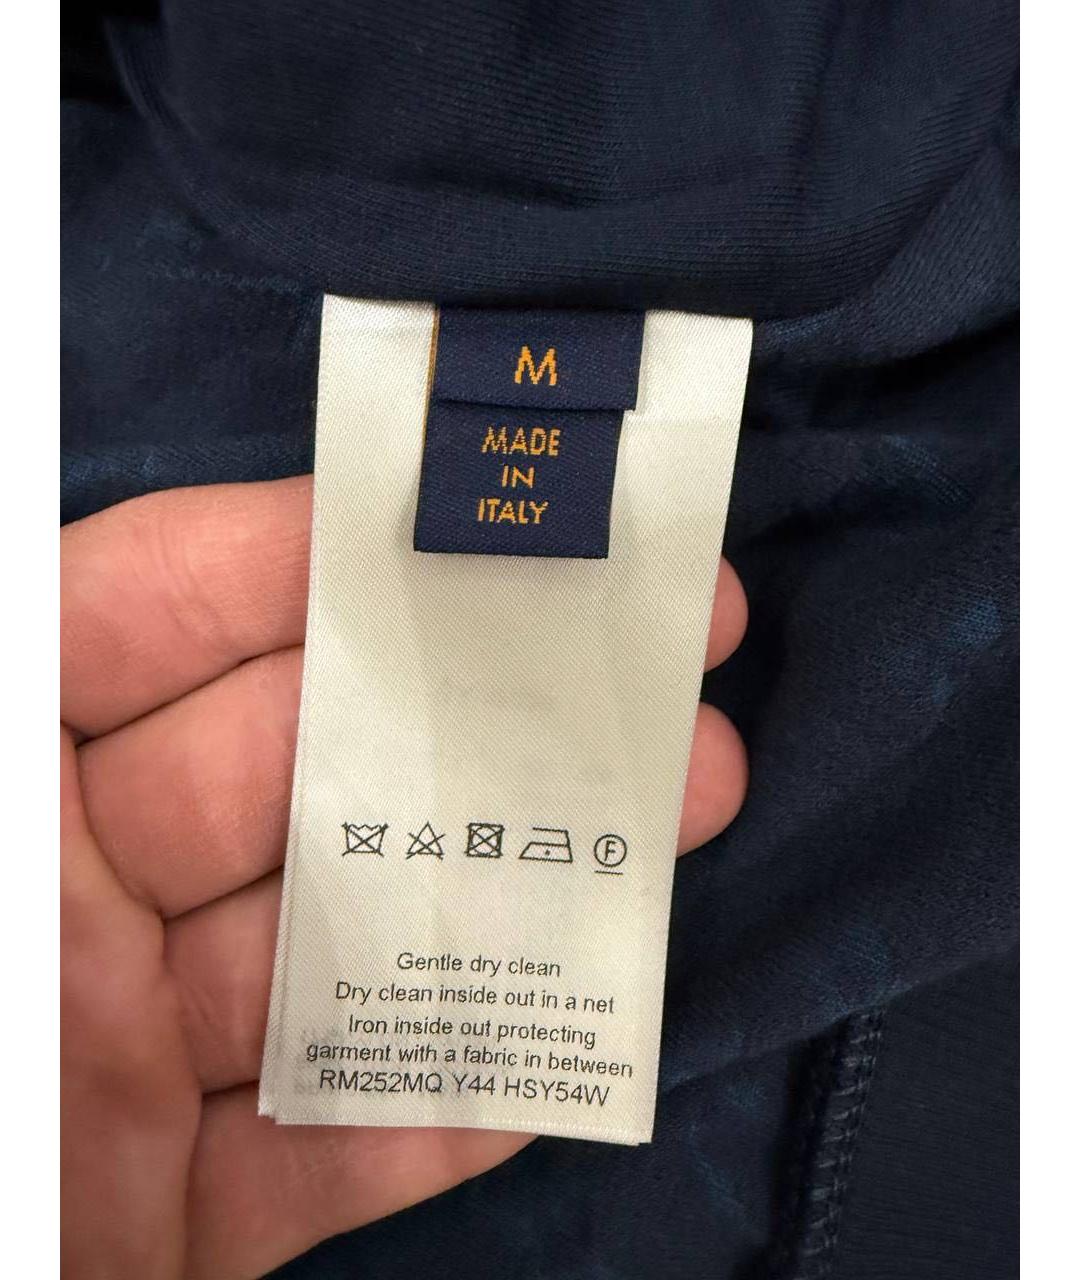 M
MADE
IN
ITALY
F
Gentle dry clean
Dry clean inside out in a net
Iron inside out protecting
garment with a fabric in between
RM252MQ Y44 HSY54W